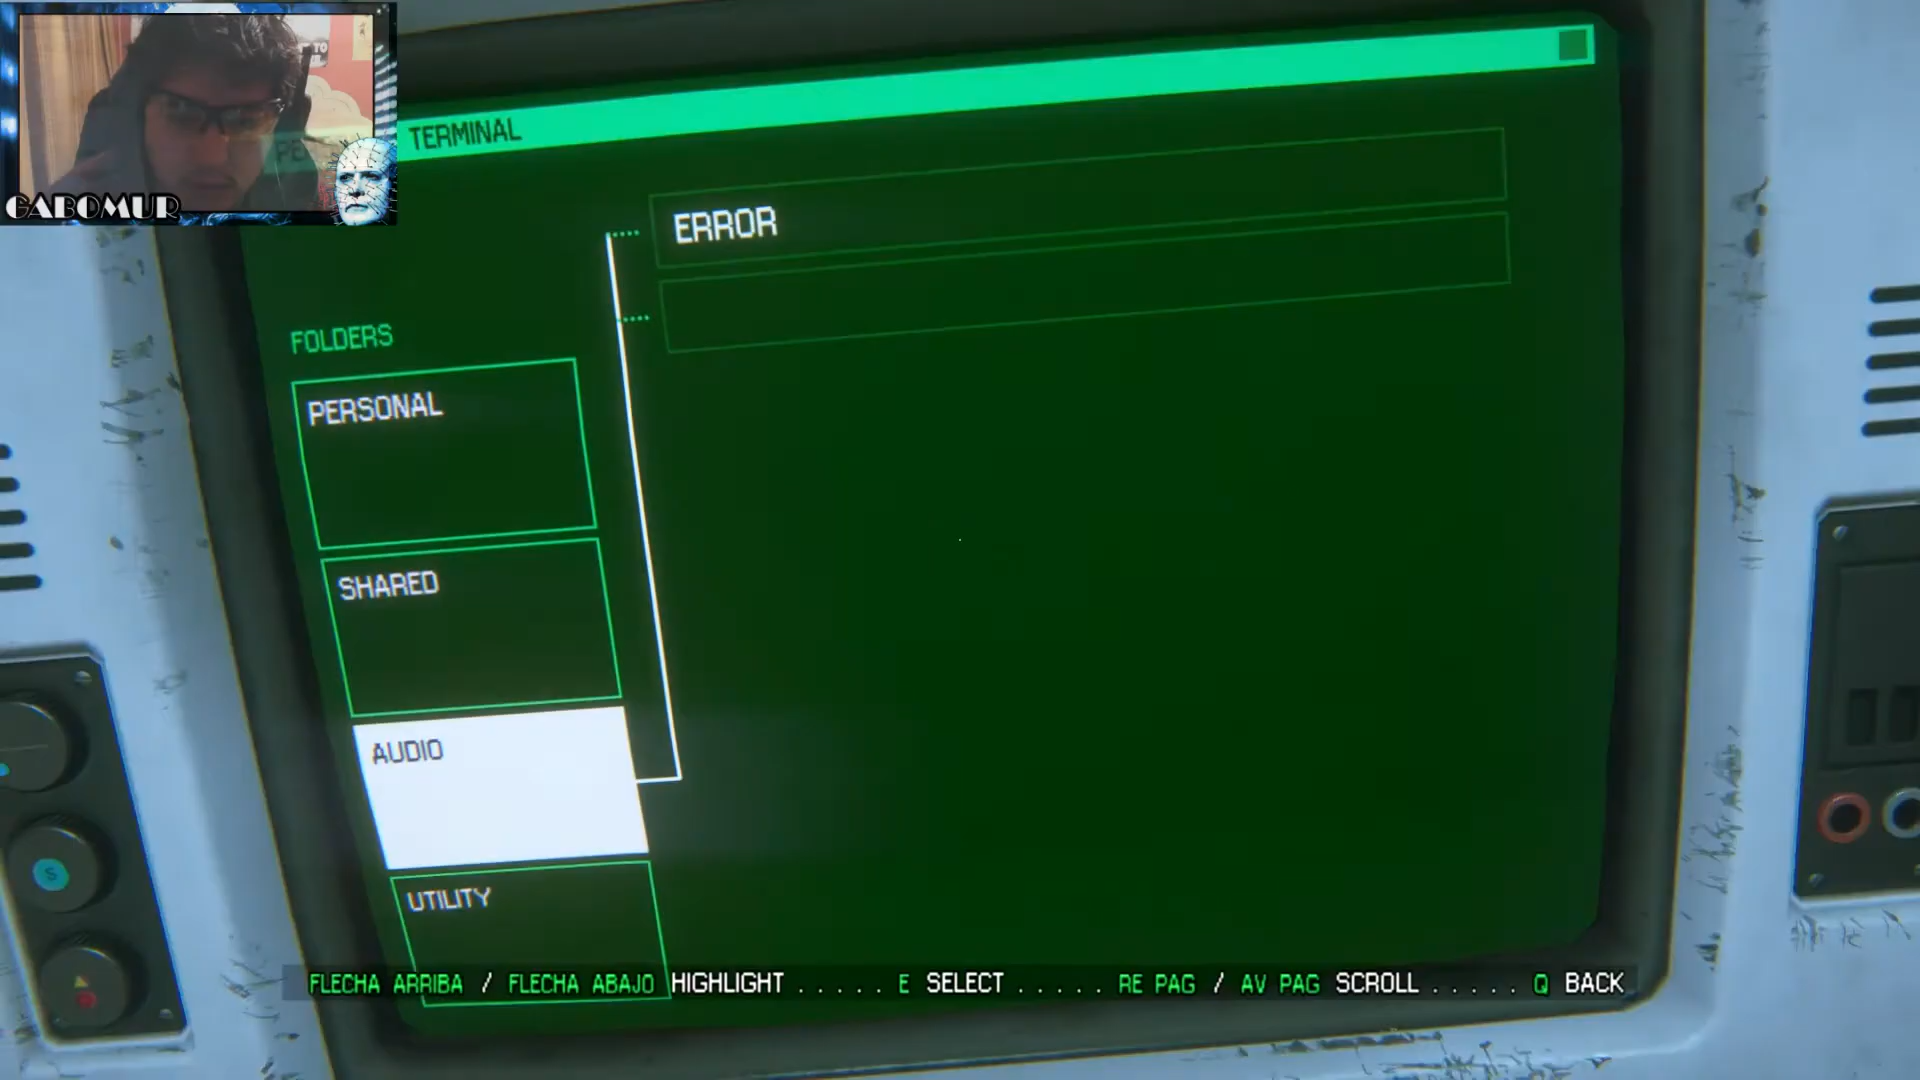 GABOMUR
TERMINAL
ERROR
FOLDERS
PERSONAL
SHARED
AUDIO
UTILITY
FLECHA ARRIBA / FLECHA ABAJO HIGHLIGHT ..... E SELECT ..... RE PAG / AV PAG SCROLL ..... Q BACK
S